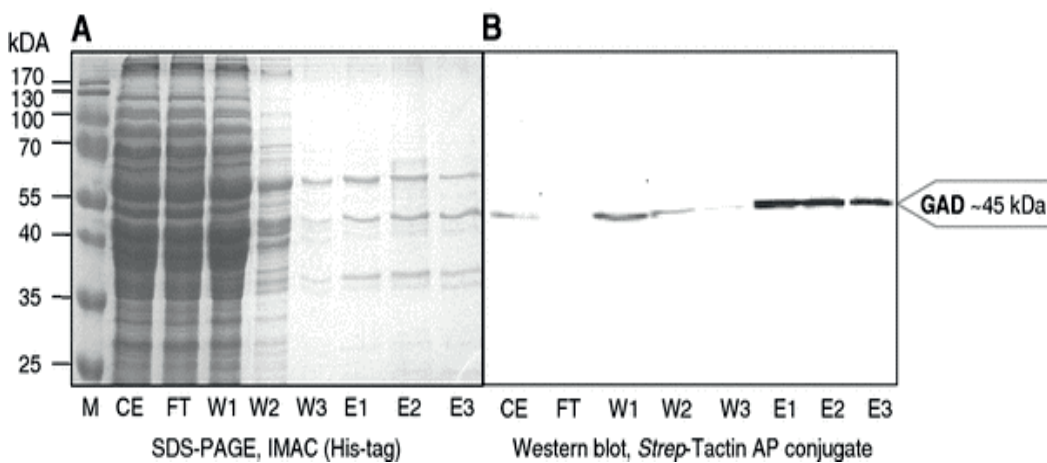 A
B
kDA
170
130
100
70
55
40
35
25
GAD ~45 kDa
M CE FT W1 W2 W3 E1 E2 E3
CE FT W1 W2 W3 E1 E2 E3
SDS-PAGE, IMAC (His-tag)
Western blot, Strep-Tactin AP conjugate